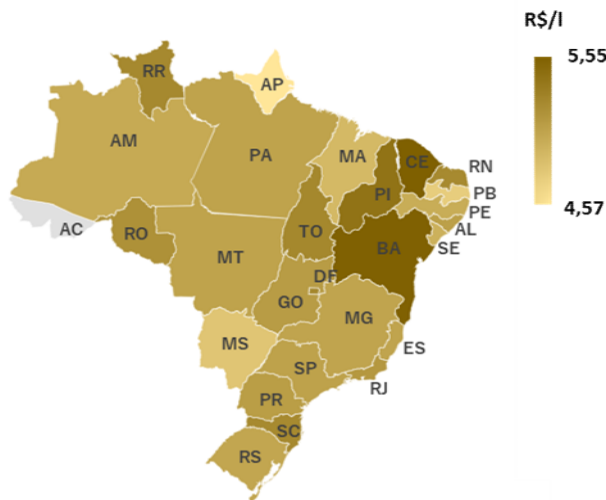 R$/l
5,55
4,57
RR
AP
AM
PA
MA
CE
RN
PI
PB
PE
AL
SE
AC
RO
TO
BA
MT
DF
GO
MG
MS
ES
SP
RJ
PR
SC
RS